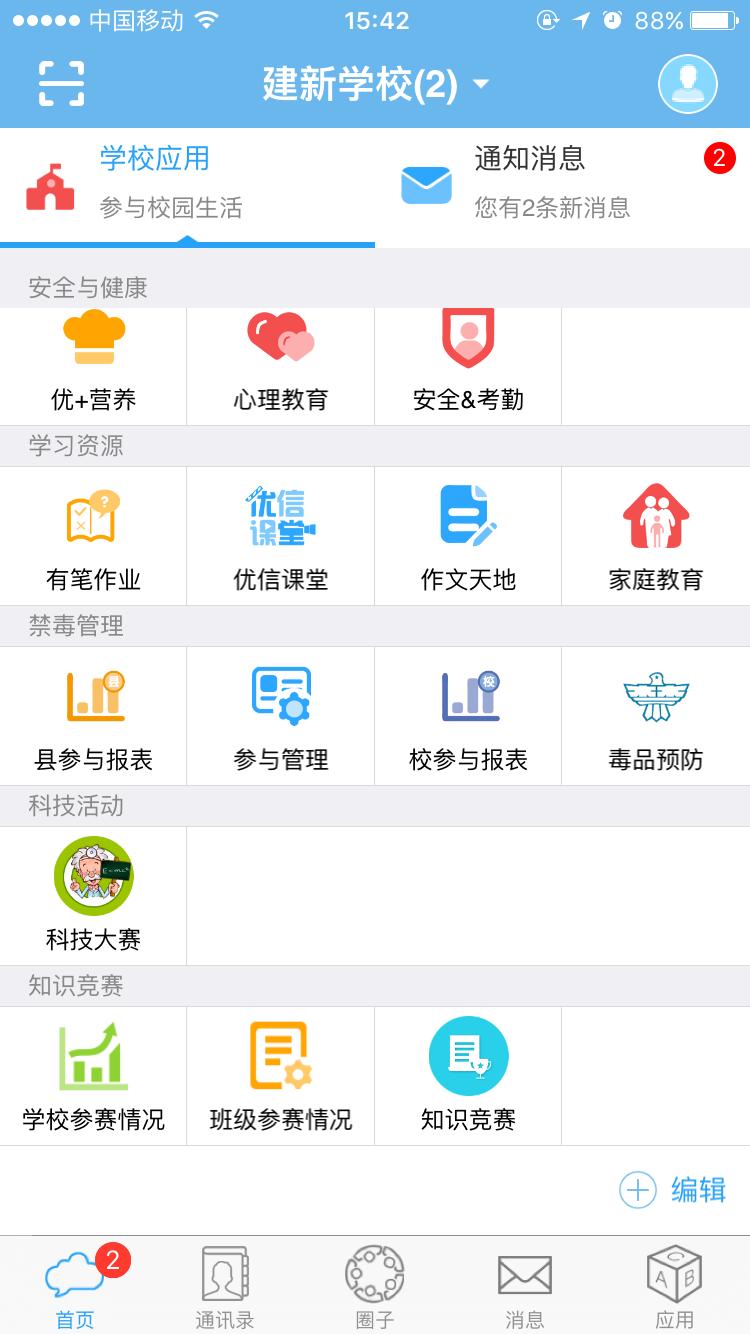 中国移动 15:42 88%
建新学校(2)
学校应用 通知消息 2
参与校园生活 您有2条新消息
安全与健康
优+营养 心理教育 安全&考勤
学习资源
?
优信
课堂
有笔作业 优信课堂 作文天地 家庭教育
禁毒管理
县 校
县参与报表 参与管理 校参与报表 毒品预防
科技活动
科技大赛
知识竞赛
学校参赛情况 班级参赛情况 知识竞赛
编辑
2
C
A B
首页 通讯录 圈子 消息 应用